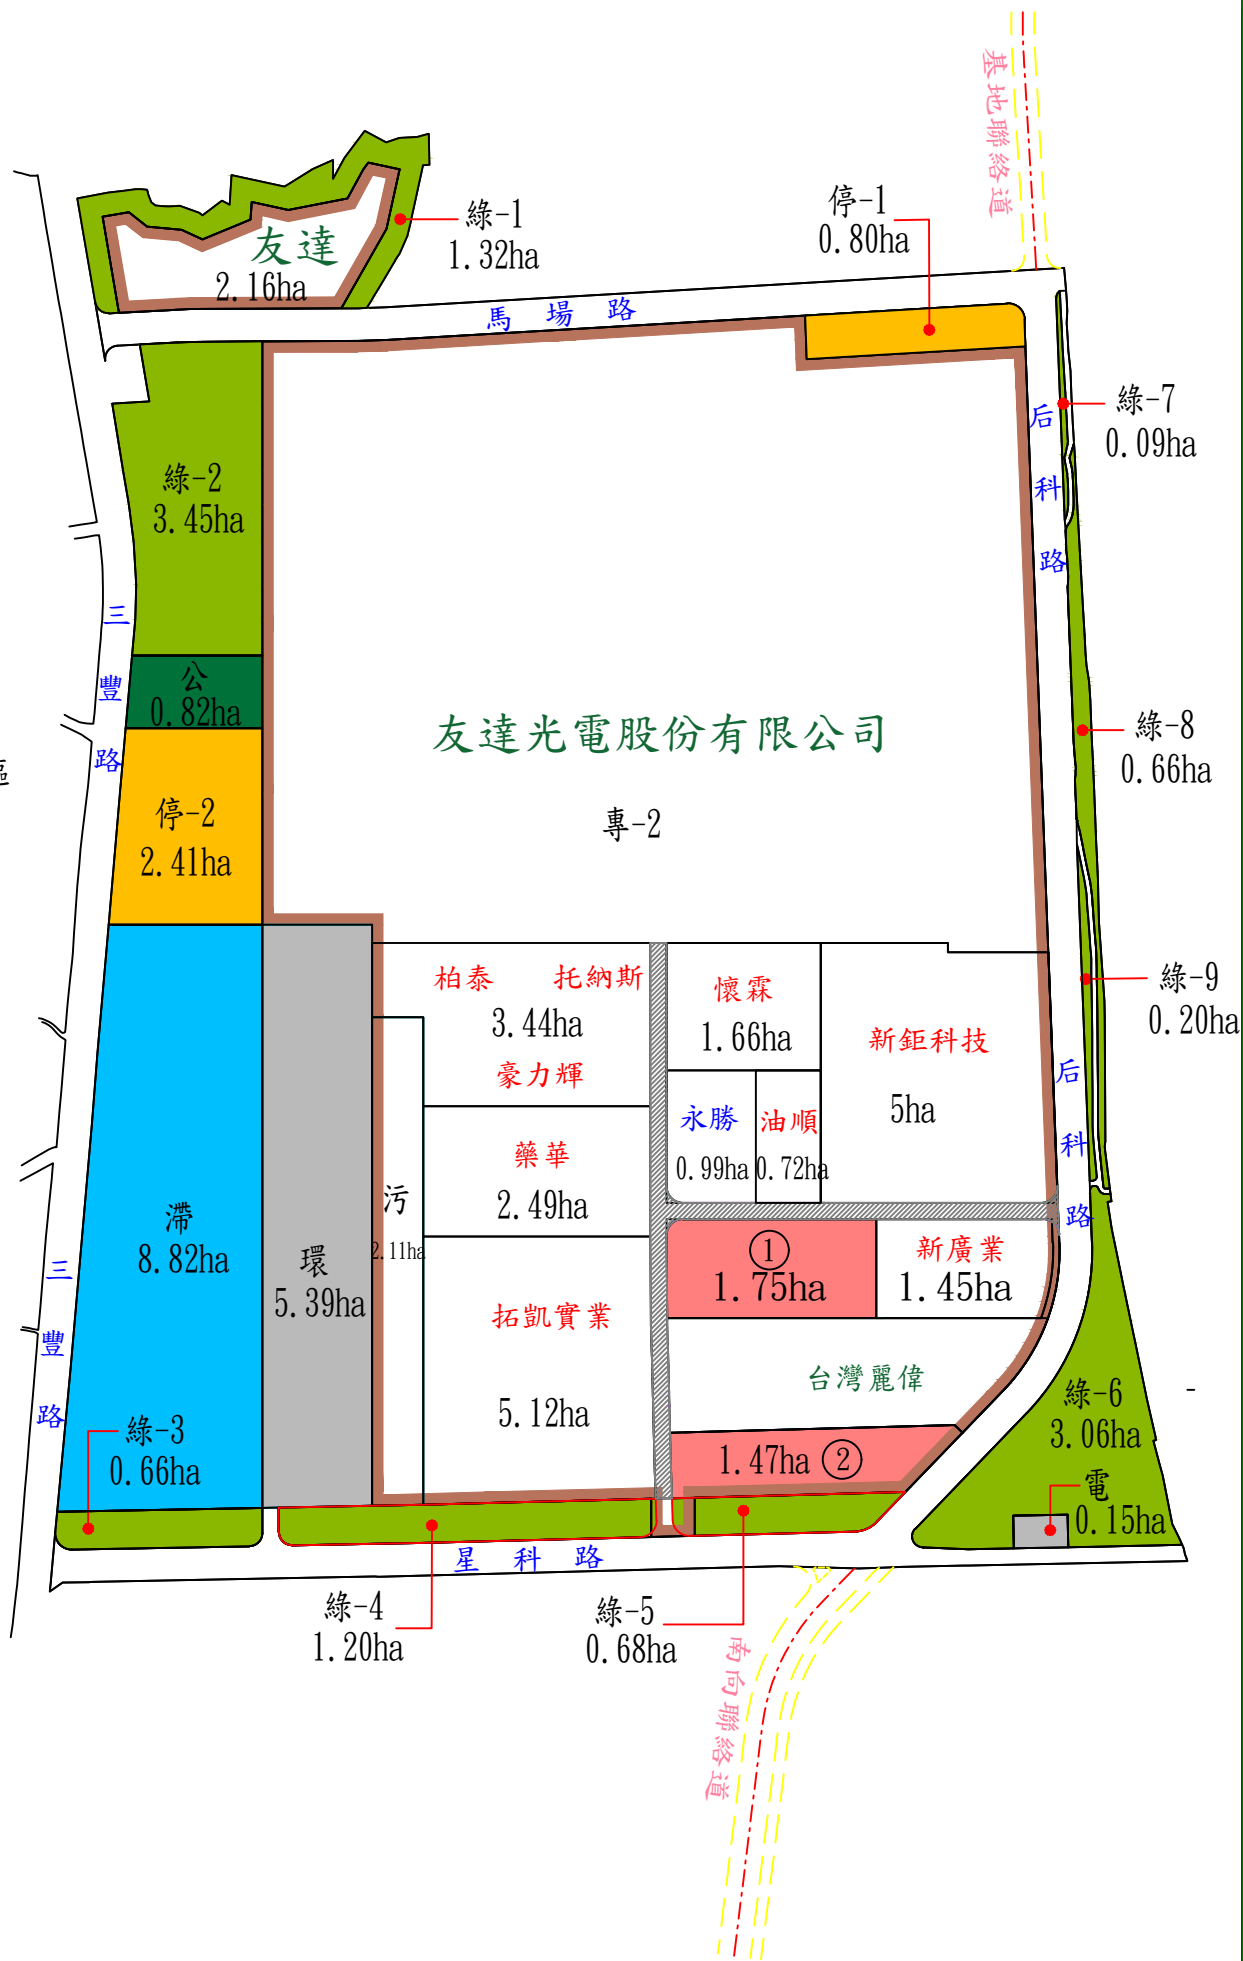 基地聯絡道
綠-1
1.32ha
停-1
0.80ha
友達
2.16ha
馬場路
綠-7
0.09ha
后科路
綠-2
3.45ha
三豐路
公
0.82ha
友達光電股份有限公司
專-2
綠-8
0.66ha
停-2
2.41ha
柏泰 托納斯
3.44ha
豪力輝
懷霖
1.66ha
新鉅科技
5ha
綠-9
0.20ha
后科路
永勝
0.99ha
油順
0.72ha
藥華
2.49ha
污
2.11ha
滯
8.82ha
環
5.39ha
①
1.75ha
新廣業
1.45ha
三豐路
拓凱實業
5.12ha
台灣麗偉
綠-6
3.06ha
-
綠-3
0.66ha
1.47ha ②
電
0.15ha
星科路
綠-4
1.20ha
綠-5
0.68ha
南向聯絡道